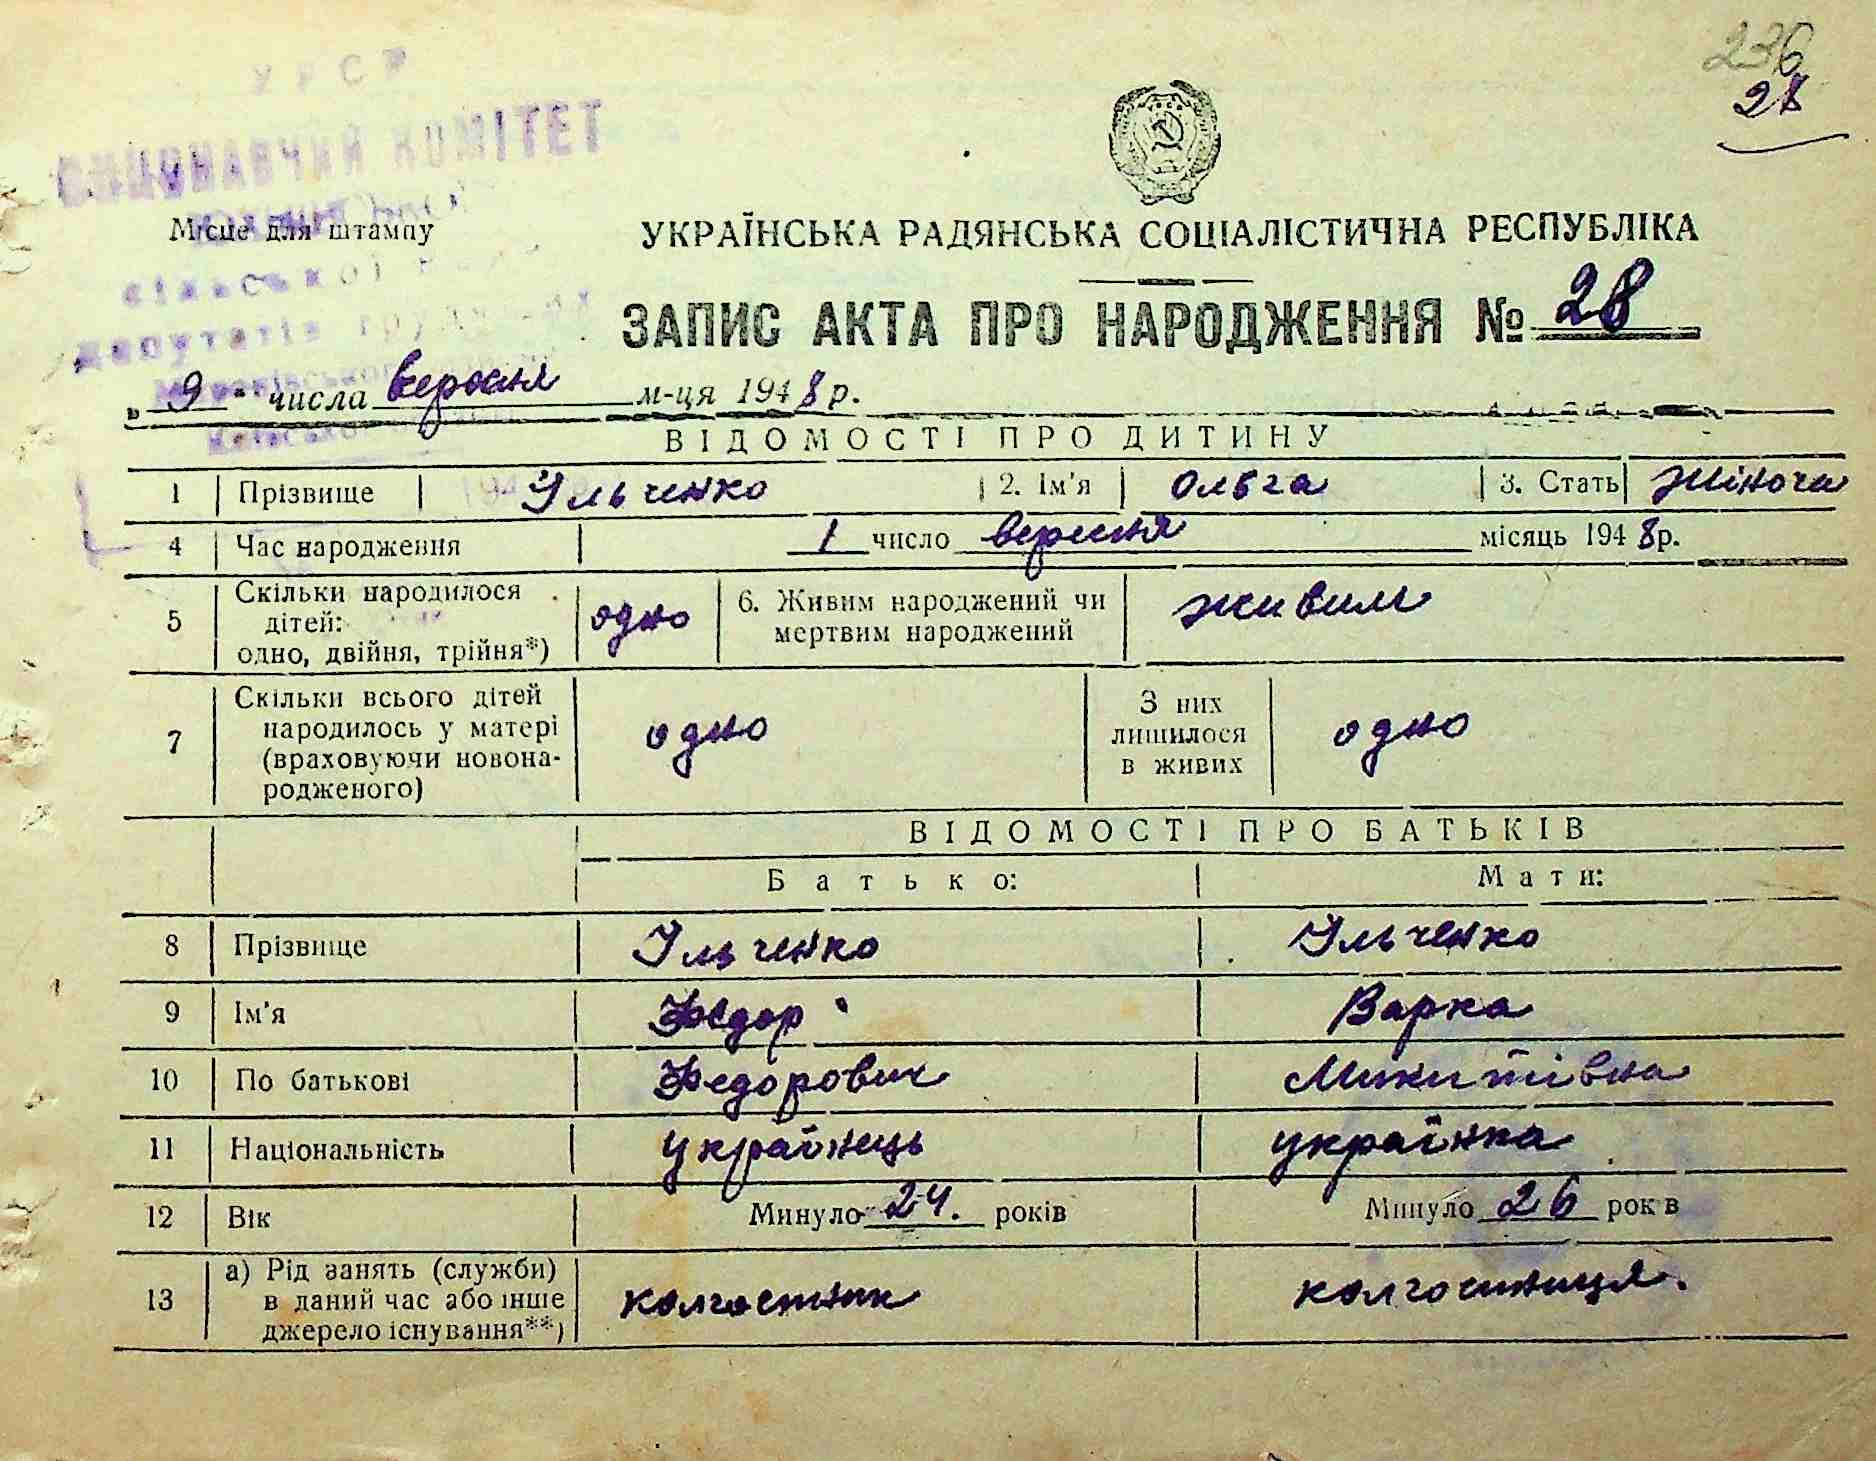 236
28
УРСР
ВИКОНАВЧИЙ КОМІТЕТ
Місце для штампу
сільської
депутатів
УКРАЇНСЬКА РАДЯНСЬКА СОЦІАЛІСТИЧНА РЕСПУБЛІКА
ЗАПИС АКТА ПРО НАРОДЖЕННЯ № 28
„ 9 " числа вересня м-ця 1948 р.
ВІДОМОСТІ ПРО ДИТИНУ
1 Прізвище Ільченко 2. Ім'я Ольга 3. Стать жіноча
4 Час народження 1 число вересня місяць 1948 р.
5 Скільки народилося дітей: одно, двійня, трійня*) одно 6. Живим народжений чи мертвим народжений живим
7 Скільки всього дітей народилось у матері (враховуючи новонародженого) одно З них лишилося в живих одно
ВІДОМОСТІ ПРО БАТЬКІВ
Батько: Мати:
8 Прізвище Ільченко Ільченко
9 Ім'я Федор Варка
10 По батькові Федорович Микитівна
11 Національність українець українка
12 Вік Минуло 24. років Минуло 26 років
13 а) Рід занять (служби) в даний час або інше джерело існування**) колгоспник колгоспниця.